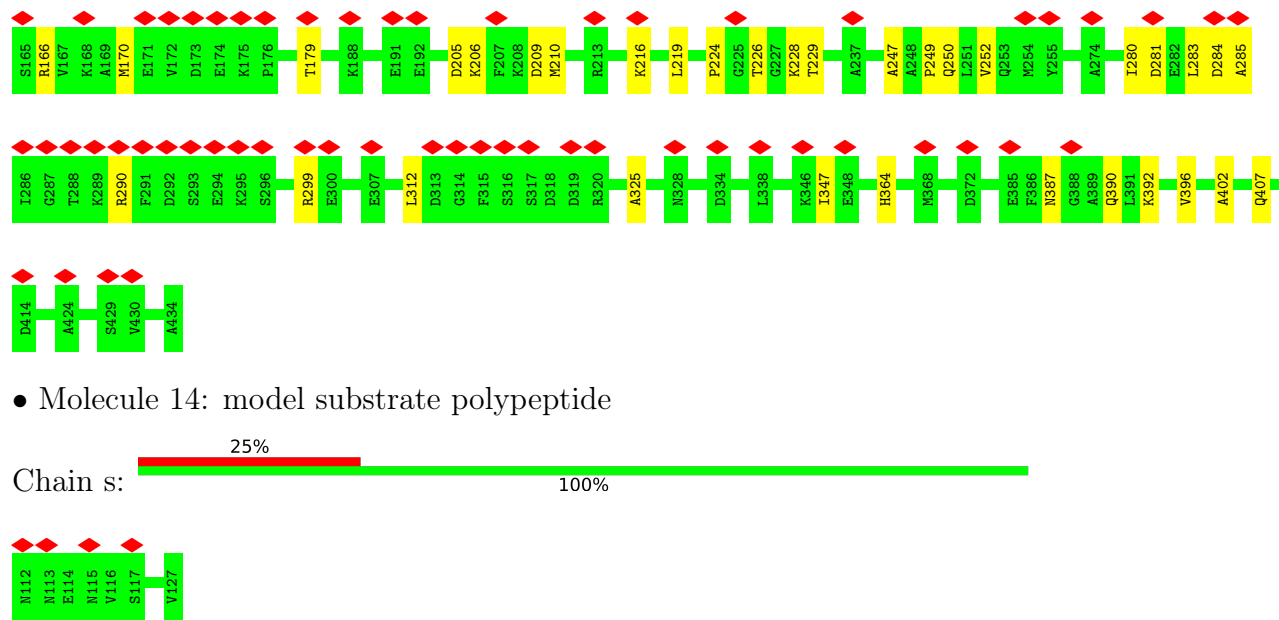 S165 R166 V167 K168 A169 M170 E171 V172 D173 E174 K175 P176 T179 K188 E191 E192 D205 K206 F207 K208 D209 M210 R213 K216 L219 P224 G225 T226 G227 K228 T229 A237 A247 A248 P249 Q250 L251 V252 Q253 M254 Y255 A274 I280 D281 E282 L283 D284 A285
I286 G287 T288 K289 R290 F291 D292 S293 E294 K295 S296 R299 E300 E307 L312 D313 G314 F315 S316 S317 D318 D319 R320 A325 N328 D334 L338 K346 I347 E348 H364 M368 D372 E385 F386 N387 G388 A389 Q390 L391 K392 V396 A402 Q407
D414 A424 S429 V430 A434
• Molecule 14: model substrate polypeptide
25%
Chain s:
100%
N112 N113 E114 N115 V116 S117 V127